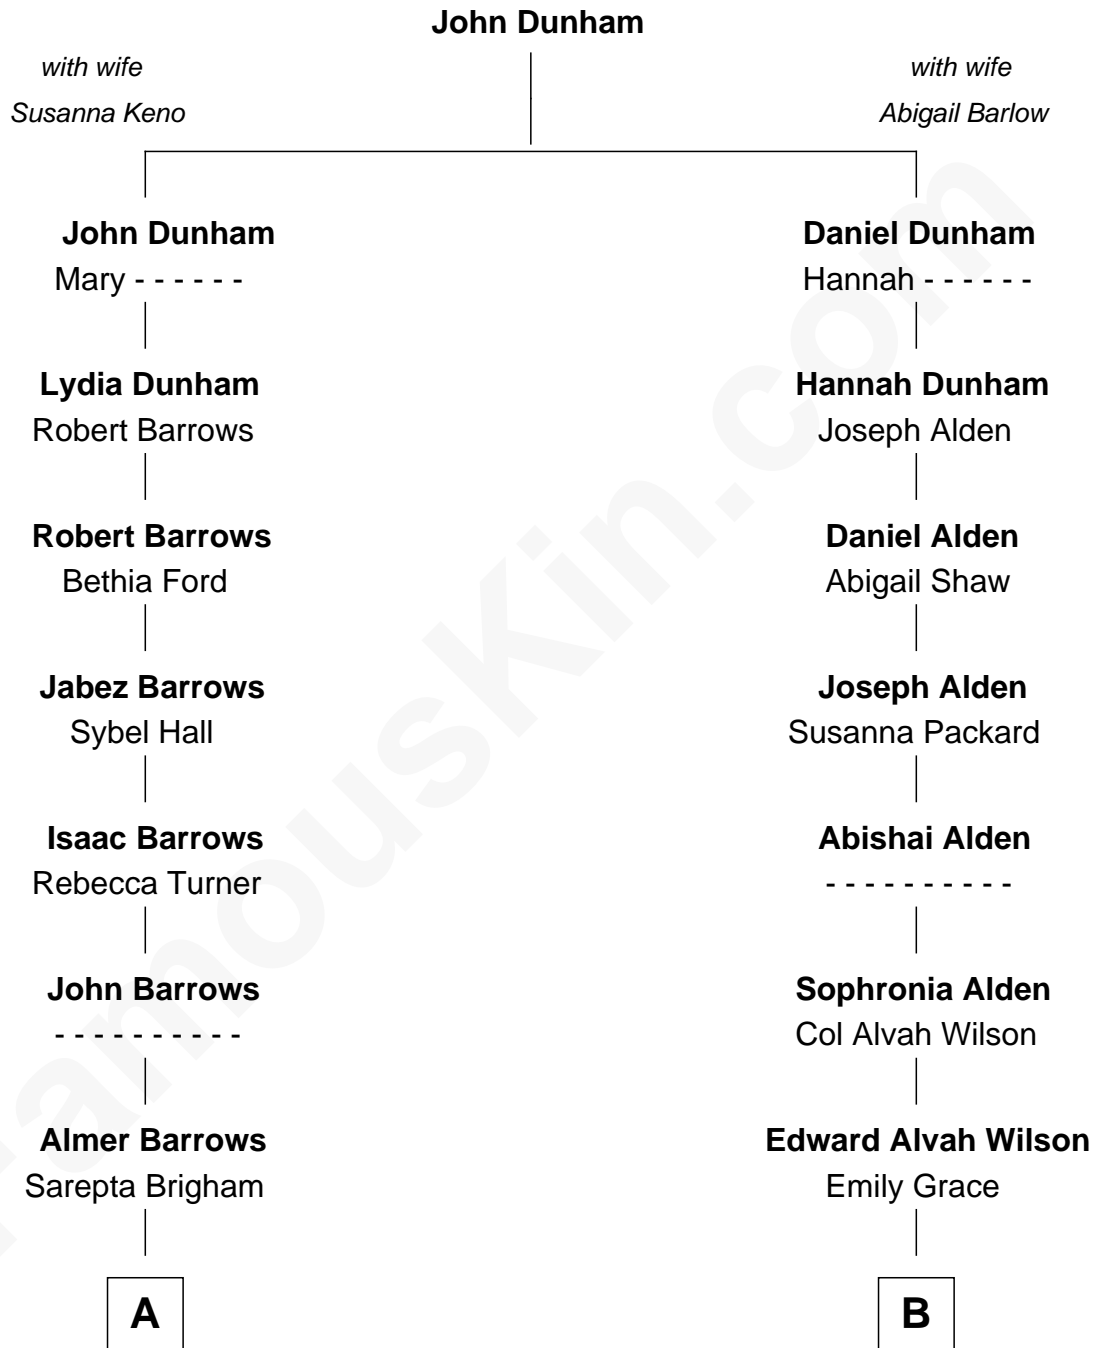 John Dunham
with wife
Susanna Keno
with wife
Abigail Barlow
John Dunham
Mary - - - - - -
Daniel Dunham
Hannah - - - - - -
Lydia Dunham
Robert Barrows
Hannah Dunham
Joseph Alden
Robert Barrows
Bethia Ford
Daniel Alden
Abigail Shaw
Jabez Barrows
Sybel Hall
Joseph Alden
Susanna Packard
Isaac Barrows
Rebecca Turner
Abishai Alden
- - - - - - - - - -
John Barrows
- - - - - - - - - -
Sophronia Alden
Col Alvah Wilson
Almer Barrows
Sarepta Brigham
Edward Alvah Wilson
Emily Grace
A
B
FamousKin.com